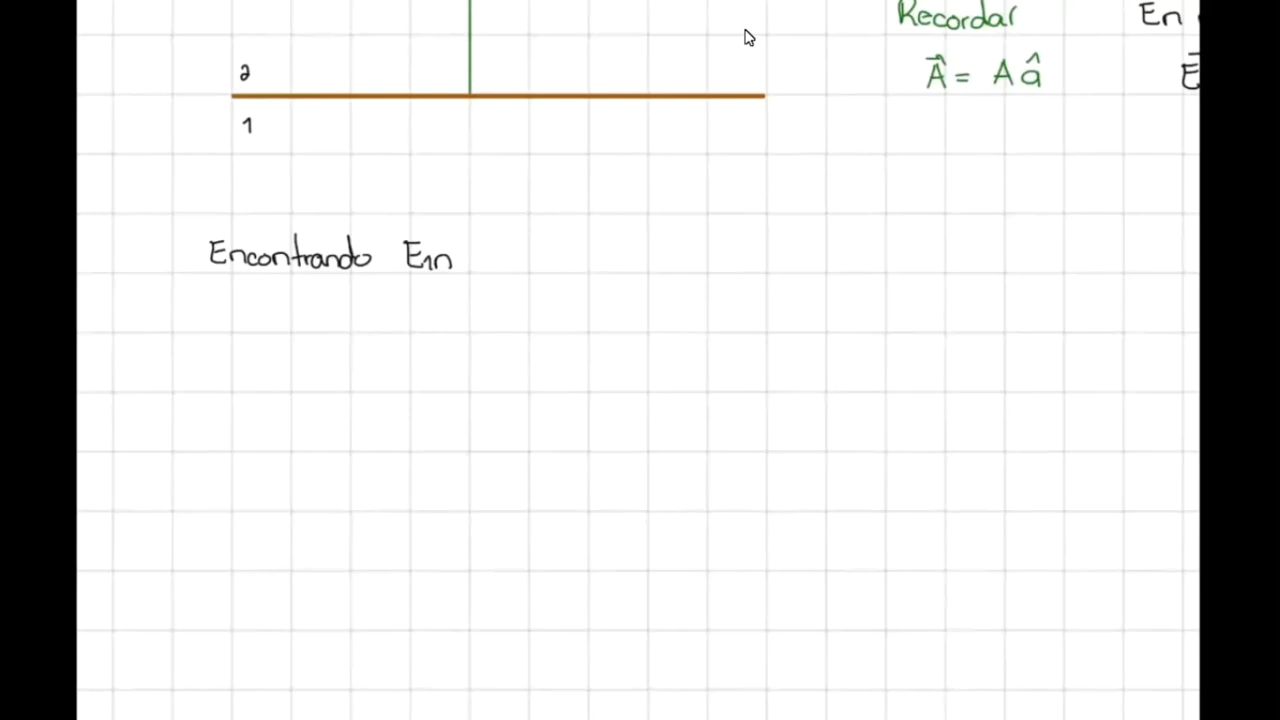 Recordar
A⃗ = A â
En
E⃗
2
1
Encontrando E1n